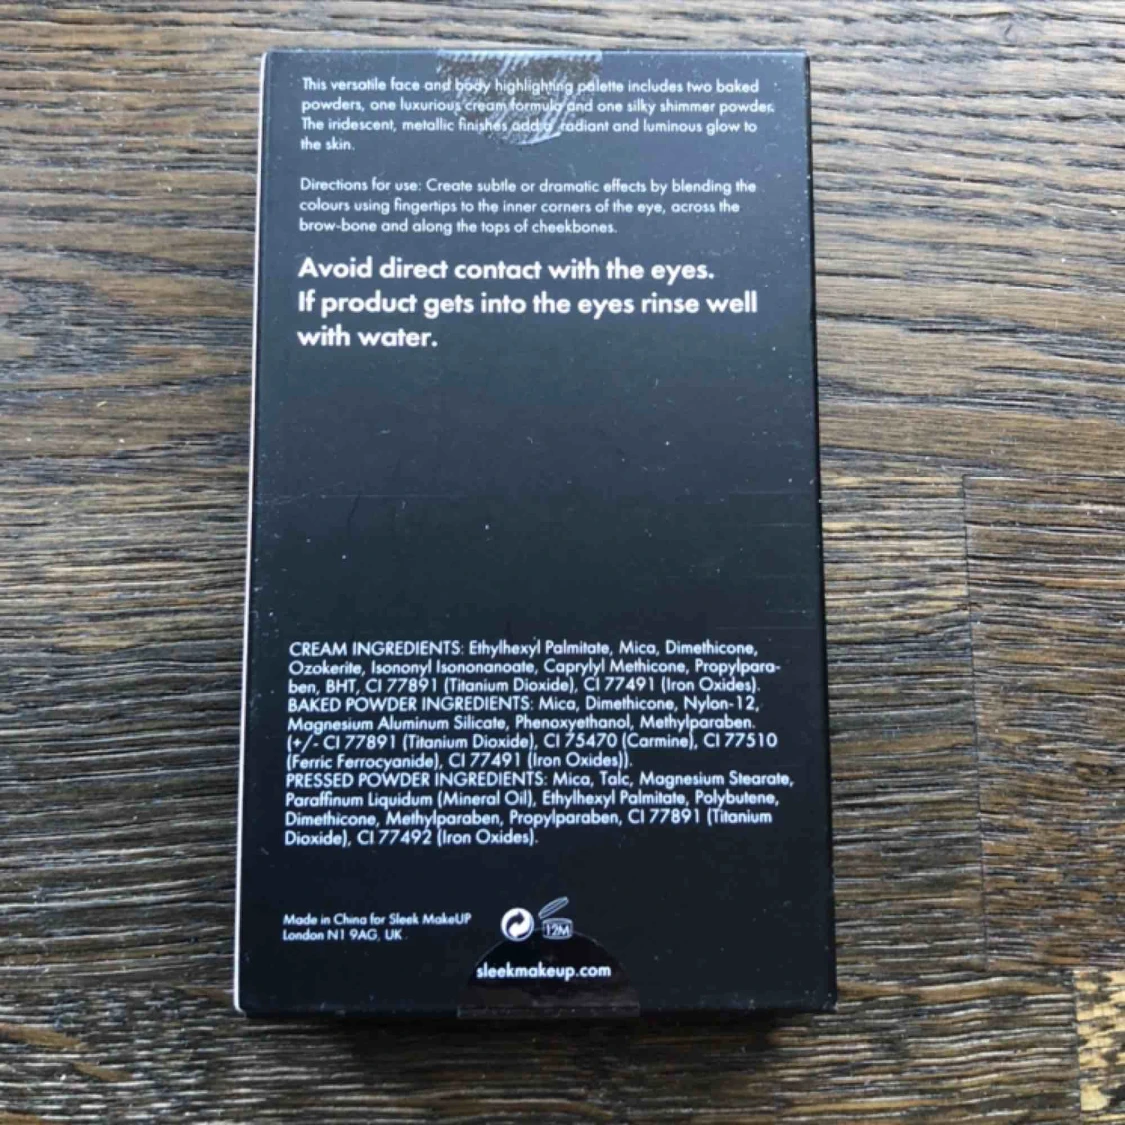 This versatile face and body highlighting palette includes two baked
powders, one luxurious cream formula and one silky shimmer powder.
The iridescent, metallic finishes add a radiant and luminous glow to
the skin.
Directions for use: Create subtle or dramatic effects by blending the
colours using fingertips to the inner corners of the eye, across the
brow-bone and along the tops of cheekbones.
Avoid direct contact with the eyes.
If product gets into the eyes rinse well
with water.
CREAM INGREDIENTS: Ethylhexyl Palmitate, Mica, Dimethicone,
Ozokerite, Isononyl Isononanoate, Caprylyl Methicone, Propylpara-
ben, BHT, CI 77891 (Titanium Dioxide), CI 77491 (Iron Oxides).
BAKED POWDER INGREDIENTS: Mica, Dimethicone, Nylon-12,
Magnesium Aluminum Silicate, Phenoxyethanol, Methylparaben.
(+/- CI 77891 (Titanium Dioxide), CI 75470 (Carmine), CI 77510
(Ferric Ferrocyanide), CI 77491 (Iron Oxides)).
PRESSED POWDER INGREDIENTS: Mica, Talc, Magnesium Stearate,
Paraffinum Liquidum (Mineral Oil), Ethylhexyl Palmitate, Polybutene,
Dimethicone, Methylparaben, Propylparaben, CI 77891 (Titanium
Dioxide), CI 77492 (Iron Oxides).
Made in China for Sleek MakeUP
London N1 9AG, UK
12M
sleekmakeup.com